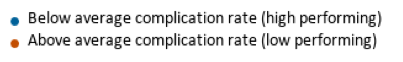 Below average complication rate (high performing)
Above average complication rate (low performing)